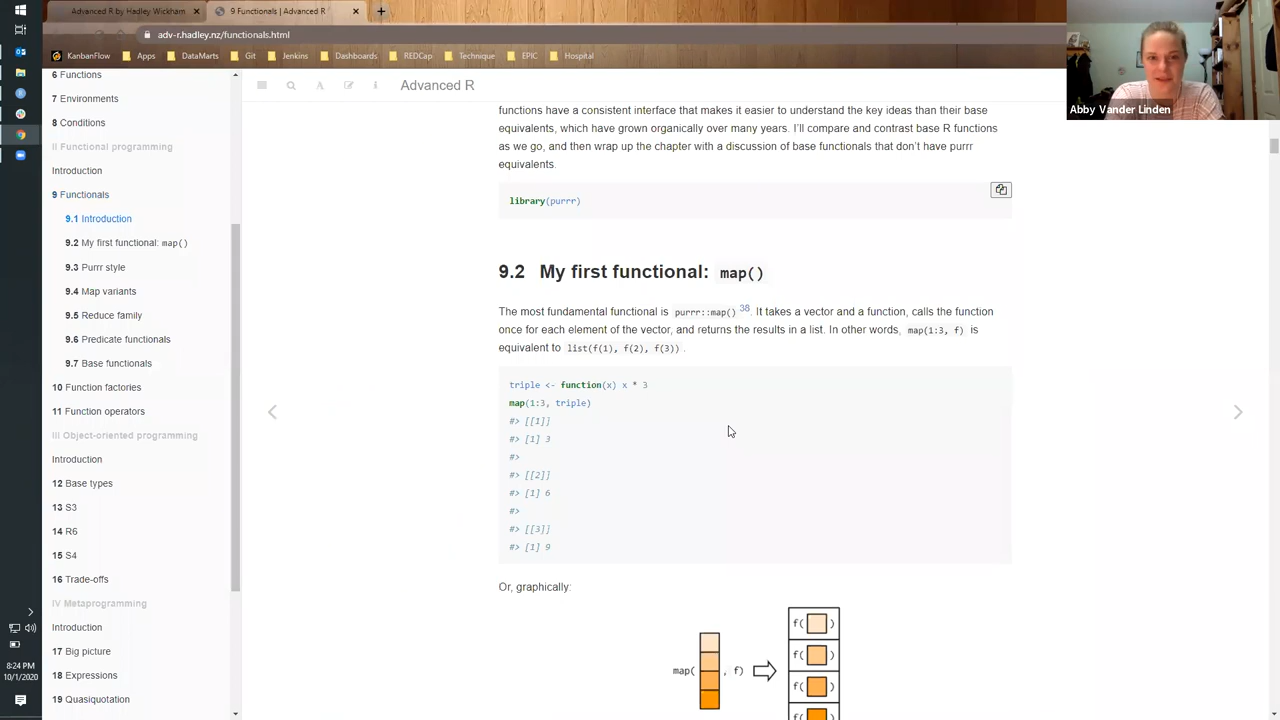 Advanced R by Hadley Wickham
9 Functionals | Advanced R
adv-r.hadley.nz/functionals.html
KanbanFlow
Apps
DataMarts
Git
Jenkins
Dashboards
REDCap
Technique
EPIC
Hospital
Abby Vander Linden
6 Functions
7 Environments
8 Conditions
II Functional programming
Introduction
9 Functionals
9.1 Introduction
9.2 My first functional: map()
9.3 Purrr style
9.4 Map variants
9.5 Reduce family
9.6 Predicate functionals
9.7 Base functionals
10 Function factories
11 Function operators
III Object-oriented programming
Introduction
12 Base types
13 S3
14 R6
15 S4
16 Trade-offs
IV Metaprogramming
Introduction
17 Big picture
18 Expressions
19 Quasiquotation
Advanced R
functions have a consistent interface that makes it easier to understand the key ideas than their base
equivalents, which have grown organically over many years. I'll compare and contrast base R functions
as we go, and then wrap up the chapter with a discussion of base functionals that don't have purrr
equivalents.
library(purrr)
9.2 My first functional: map()
The most fundamental functional is purrr::map() 38. It takes a vector and a function, calls the function
once for each element of the vector, and returns the results in a list. In other words, map(1:3, f) is
equivalent to list(f(1), f(2), f(3)).
triple <- function(x) x * 3
map(1:3, triple)
#> [[1]]
#> [1] 3
#>
#> [[2]]
#> [1] 6
#>
#> [[3]]
#> [1] 9
Or, graphically:
map( , f)
f( )
f( )
f( )
f( )
8:24 PM
10/1/2020